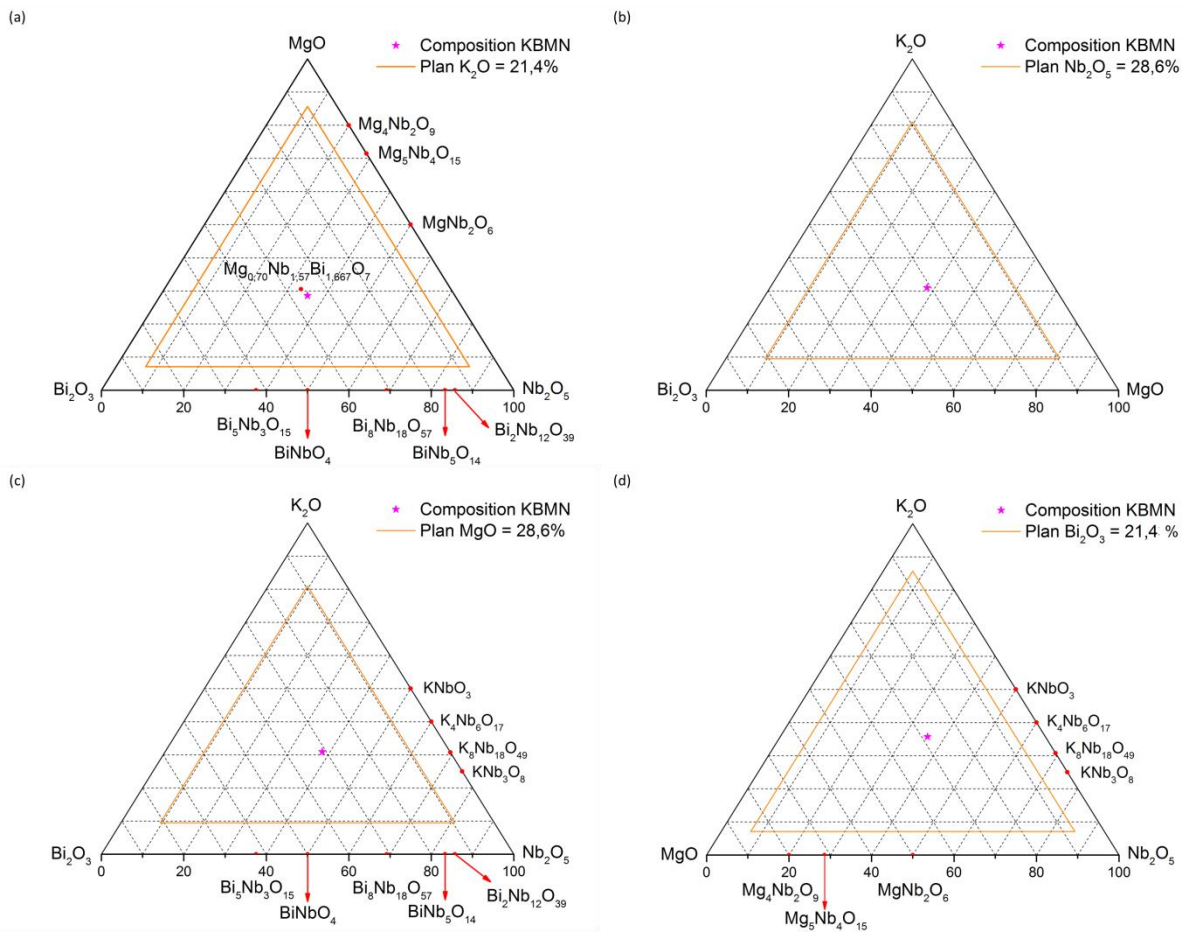 (a)
MgO
Composition KBMN
Plan K₂O = 21,4%
Mg₄Nb₂O₉
Mg₅Nb₄O₁₅
MgNb₂O₆
Mg₀,₇₀Nb₁,₅₇Bi₁,₆₆₇O₇
Bi₂O₃
Nb₂O₅
0 20 40 60 80 100
Bi₅Nb₃O₁₅
BiNbO₄
Bi₈Nb₁₈O₅₇
BiNb₅O₁₄
Bi₂Nb₁₂O₃₉
(b)
K₂O
Composition KBMN
Plan Nb₂O₅ = 28,6%
Bi₂O₃
MgO
0 20 40 60 80 100
(c)
K₂O
Composition KBMN
Plan MgO = 28,6%
KNbO₃
K₄Nb₆O₁₇
K₈Nb₁₈O₄₉
KNb₃O₈
Bi₂O₃
Nb₂O₅
0 20 40 60 80 100
Bi₅Nb₃O₁₅
BiNbO₄
Bi₈Nb₁₈O₅₇
BiNb₅O₁₄
Bi₂Nb₁₂O₃₉
(d)
K₂O
Composition KBMN
Plan Bi₂O₃ = 21,4 %
KNbO₃
K₄Nb₆O₁₇
K₈Nb₁₈O₄₉
KNb₃O₈
MgO
Nb₂O₅
0 20 40 60 80 100
Mg₄Nb₂O₉
Mg₅Nb₄O₁₅
MgNb₂O₆